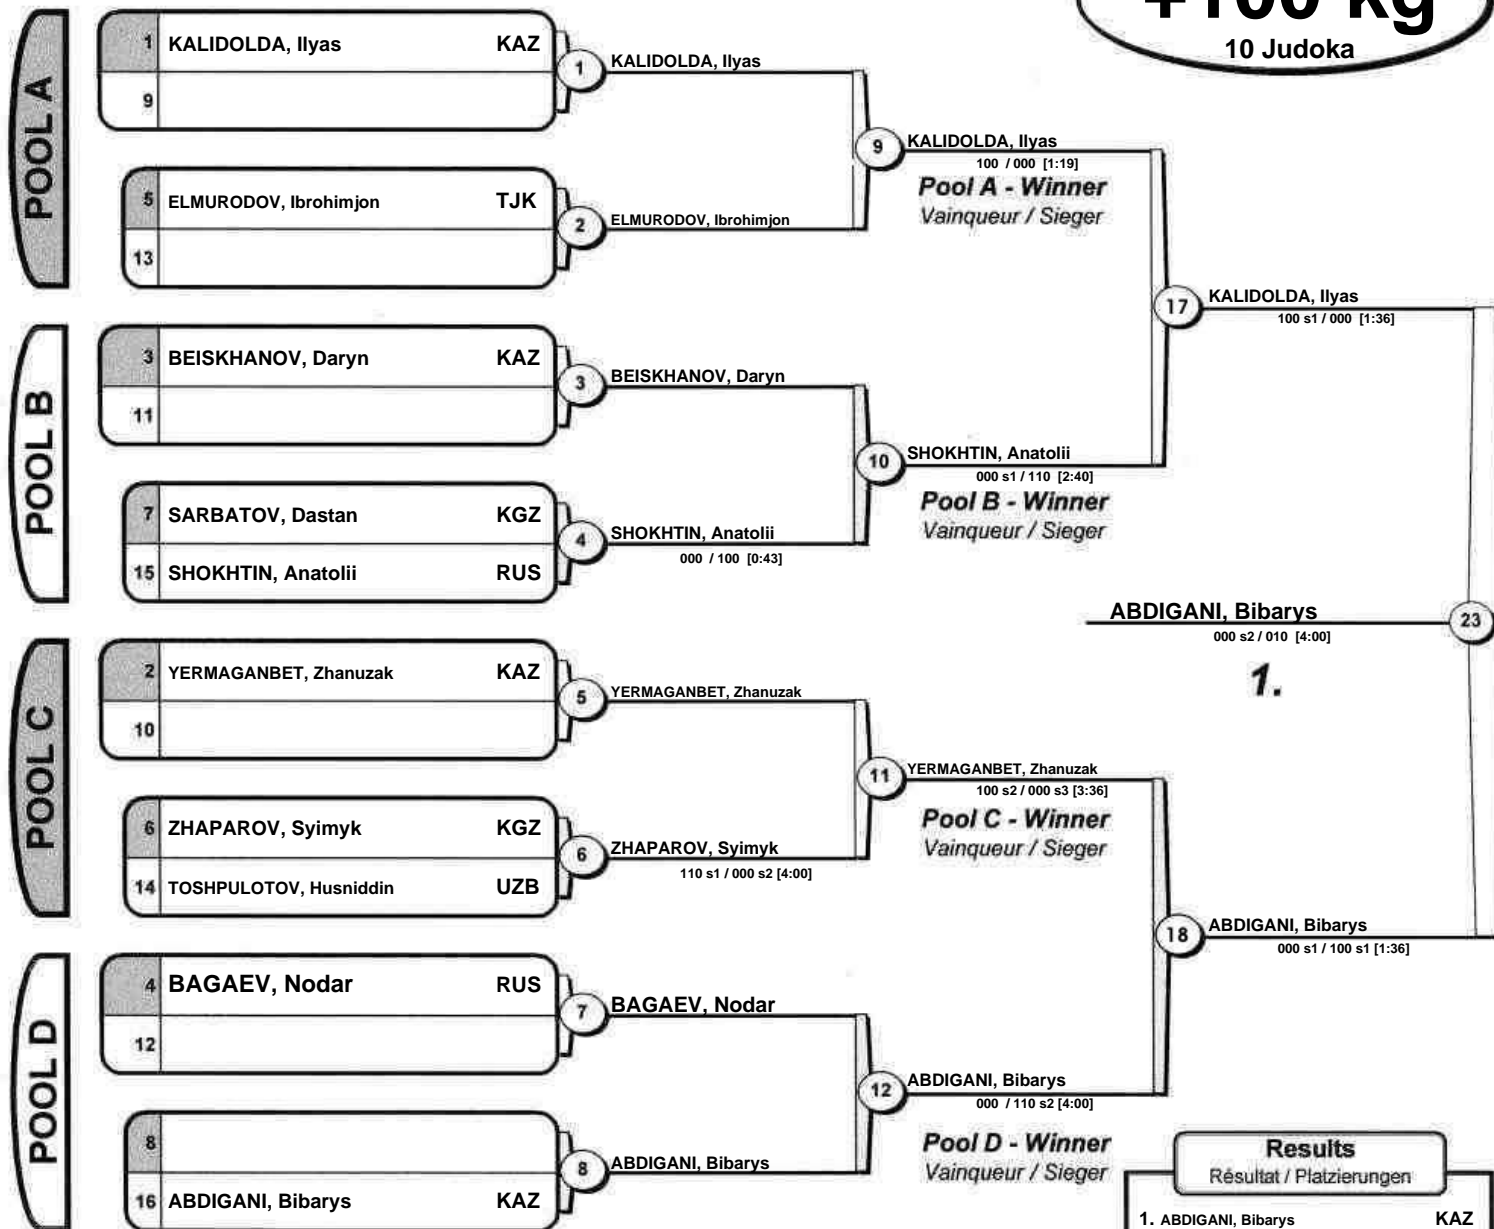 +100 kg
10 Judoka
POOL A
1 KALIDOLDA, Ilyas KAZ
9
1
KALIDOLDA, Ilyas
5 ELMURODOV, Ibrohimjon TJK
13
2
ELMURODOV, Ibrohimjon
9
KALIDOLDA, Ilyas
100 / 000 [1:19]
Pool A - Winner
Vainqueur / Sieger
POOL B
3 BEISKHANOV, Daryn KAZ
11
3
BEISKHANOV, Daryn
7 SARBATOV, Dastan KGZ
15 SHOKHTIN, Anatolii RUS
4
SHOKHTIN, Anatolii
000 / 100 [0:43]
10
SHOKHTIN, Anatolii
000 s1 / 110 [2:40]
Pool B - Winner
Vainqueur / Sieger
17
KALIDOLDA, Ilyas
100 s1 / 000 [1:36]
POOL C
2 YERMAGANBET, Zhanuzak KAZ
10
5
YERMAGANBET, Zhanuzak
6 ZHAPAROV, Syimyk KGZ
14 TOSHPULOTOV, Husniddin UZB
6
ZHAPAROV, Syimyk
110 s1 / 000 s2 [4:00]
11
YERMAGANBET, Zhanuzak
100 s2 / 000 s3 [3:36]
Pool C - Winner
Vainqueur / Sieger
POOL D
4 BAGAEV, Nodar RUS
12
7
BAGAEV, Nodar
8
16 ABDIGANI, Bibarys KAZ
8
ABDIGANI, Bibarys
12
ABDIGANI, Bibarys
000 / 110 s2 [4:00]
Pool D - Winner
Vainqueur / Sieger
18
ABDIGANI, Bibarys
000 s1 / 100 s1 [1:36]
23
ABDIGANI, Bibarys
000 s2 / 010 [4:00]
1.
Results
Résultat / Platzierungen
1. ABDIGANI, Bibarys KAZ